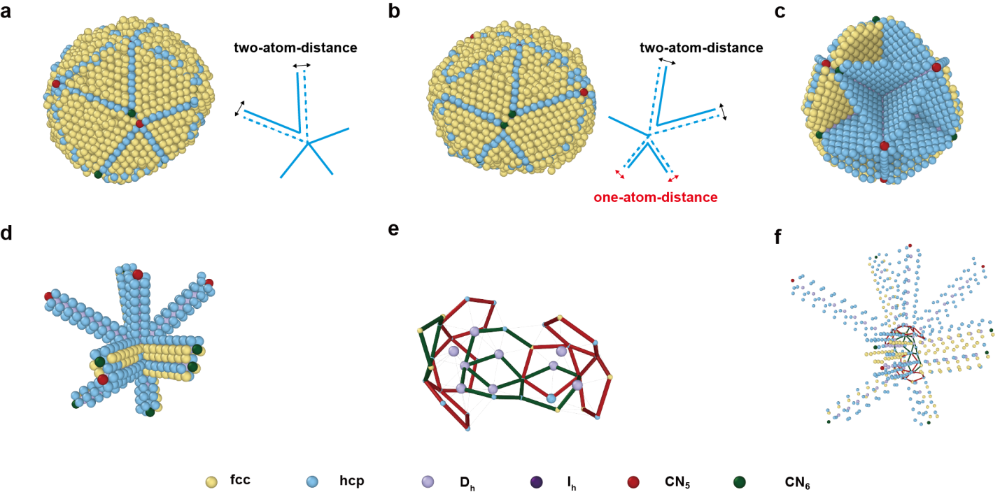 a
two-atom-distance
b
two-atom-distance
one-atom-distance
c
d
e
f
fcc
hcp
Dh
Ih
CN5
CN6